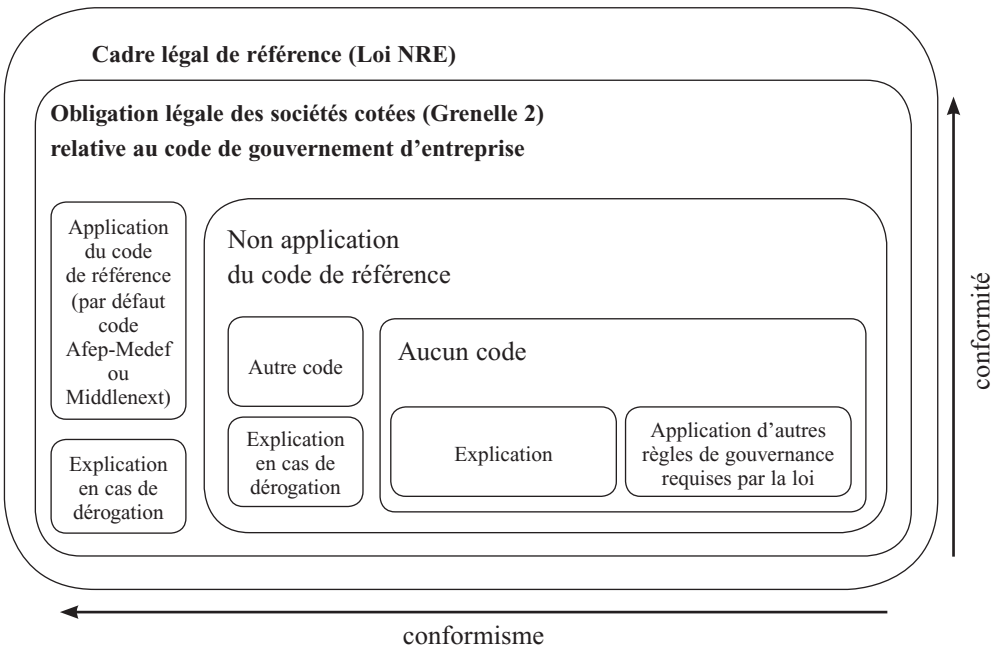 Cadre légal de référence (Loi NRE)
Obligation légale des sociétés cotées (Grenelle 2)
relative au code de gouvernement d’entreprise
Application
du code
de référence
(par défaut
code
Afep-Medef
ou
Middlenext)
Explication
en cas de
dérogation
Non application
du code de référence
Autre code
Explication
en cas de
dérogation
Aucun code
Explication
Application d’autres
règles de gouvernance
requises par la loi
conformité
conformisme